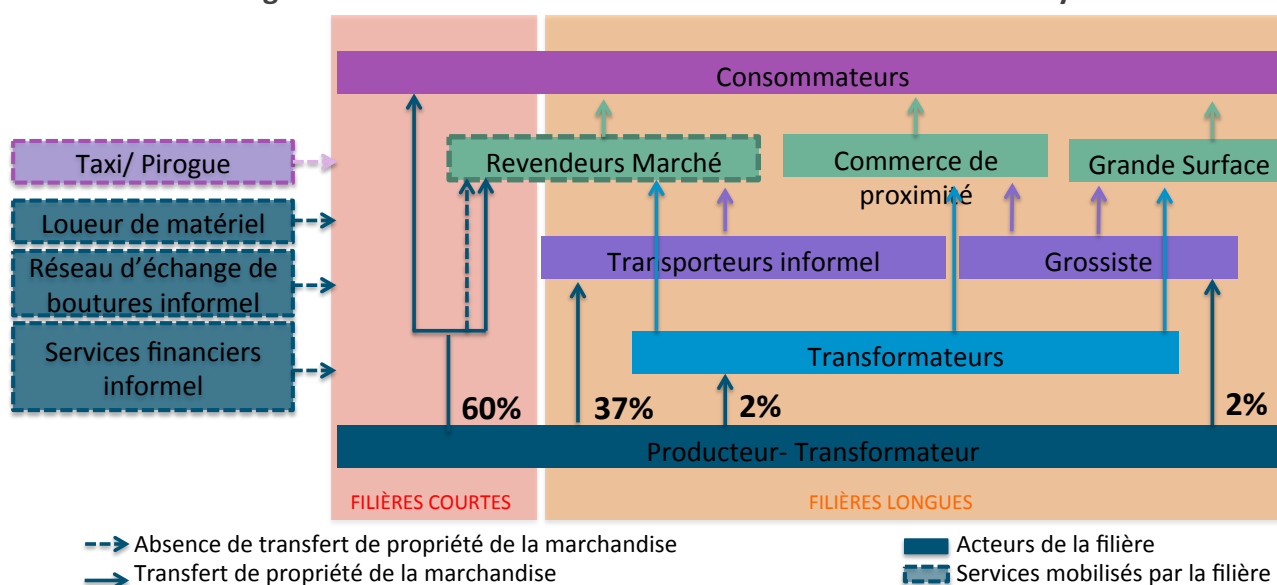 Consommateurs
Taxi/ Pirogue
Revendeurs Marché
Commerce de
proximité
Grande Surface
Loueur de matériel
Réseau d'échange de
boutures informel
Transporteurs informel
Grossiste
Services financiers
informel
Transformateurs
60%
37%
2%
2%
Producteur- Transformateur
FILIÈRES COURTES
FILIÈRES LONGUES
Absence de transfert de propriété de la marchandise
Acteurs de la filière
Transfert de propriété de la marchandise
Services mobilisés par la filière